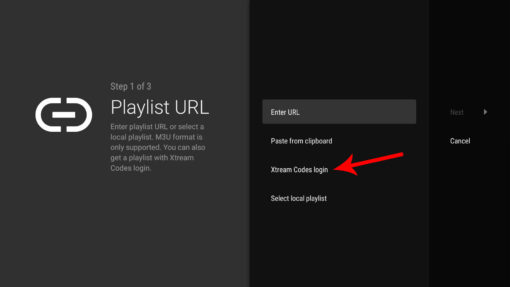 Step 1 of 3
Playlist URL
Enter playlist URL or select a
local playlist. M3U format is
only supported. You can also
get a playlist with Xtream
Codes login.
Enter URL
Paste from clipboard
Xtream Codes login
Select local playlist
Next
Cancel